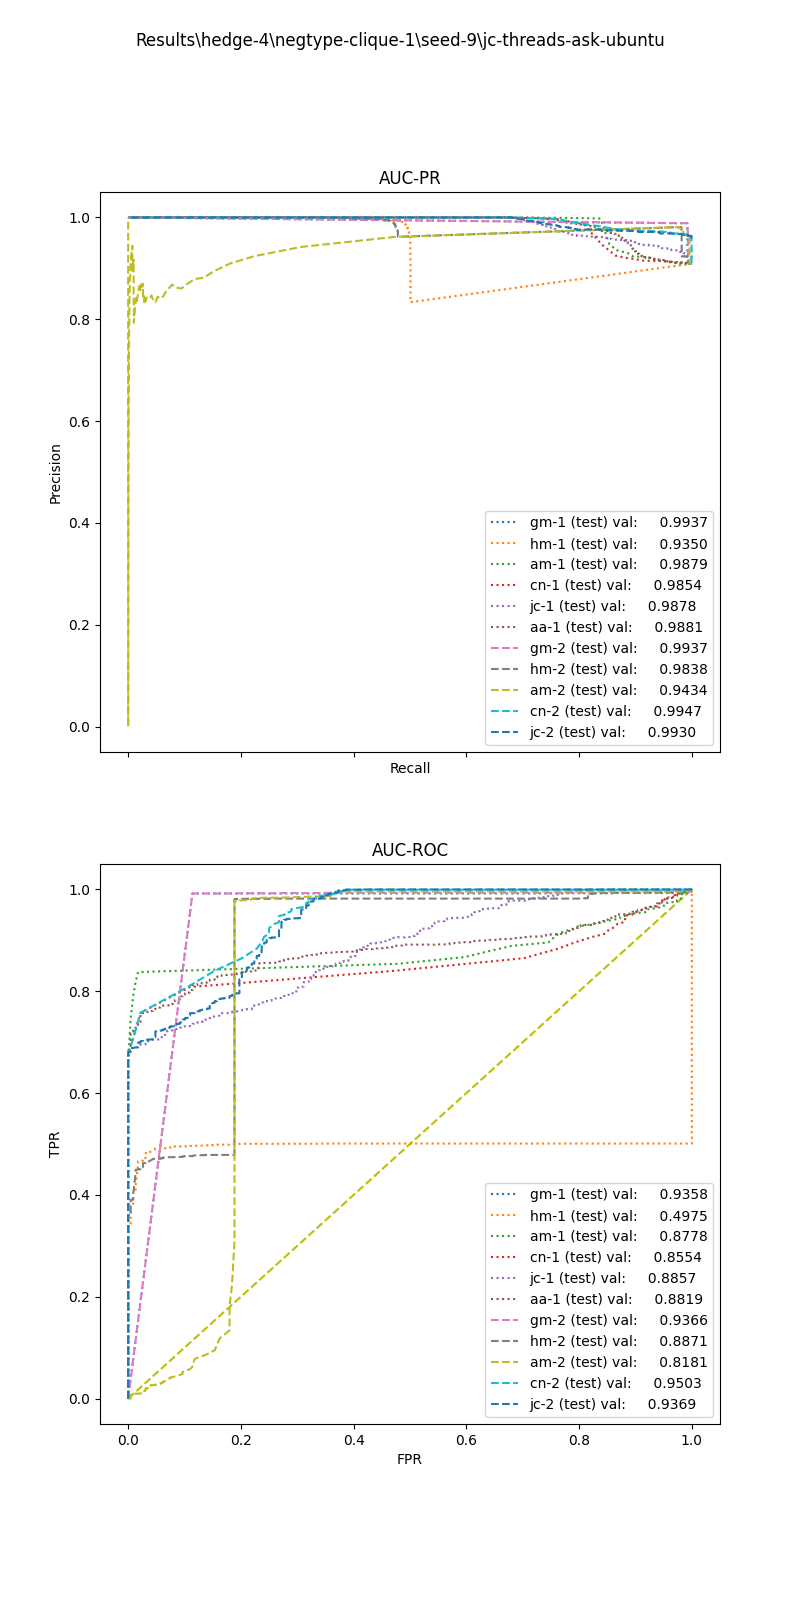 Results\hedge-4\negtype-clique-1\seed-9\jc-threads-ask-ubuntu
AUC-PR
1.0
0.8
0.6
0.4
0.2
0.0
Precision
Recall
gm-1 (test) val: 0.9937
hm-1 (test) val: 0.9350
am-1 (test) val: 0.9879
cn-1 (test) val: 0.9854
jc-1 (test) val: 0.9878
aa-1 (test) val: 0.9881
gm-2 (test) val: 0.9937
hm-2 (test) val: 0.9838
am-2 (test) val: 0.9434
cn-2 (test) val: 0.9947
jc-2 (test) val: 0.9930
AUC-ROC
1.0
0.8
0.6
0.4
0.2
0.0
TPR
gm-1 (test) val: 0.9358
hm-1 (test) val: 0.4975
am-1 (test) val: 0.8778
cn-1 (test) val: 0.8554
jc-1 (test) val: 0.8857
aa-1 (test) val: 0.8819
gm-2 (test) val: 0.9366
hm-2 (test) val: 0.8871
am-2 (test) val: 0.8181
cn-2 (test) val: 0.9503
jc-2 (test) val: 0.9369
0.0 0.2 0.4 0.6 0.8 1.0
FPR